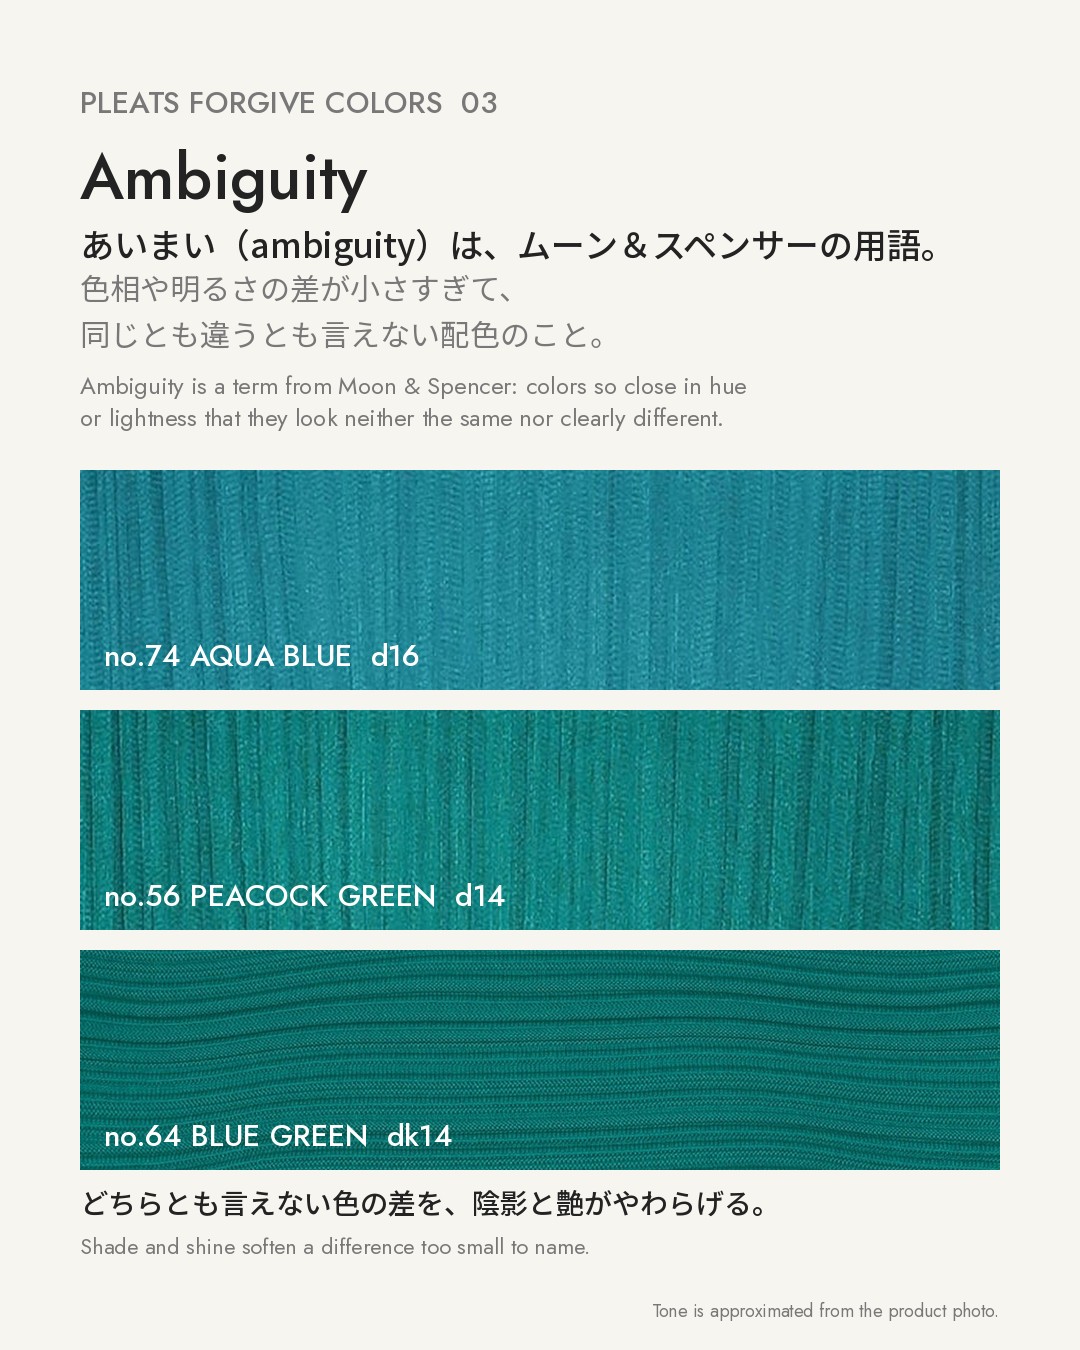 PLEATS FORGIVE COLORS 03
Ambiguity
あいまい（ambiguity）は、ムーン＆スペンサーの用語。
色相や明るさの差が小さすぎて、
同じとも違うとも言えない配色のこと。
Ambiguity is a term from Moon & Spencer: colors so close in hue
or lightness that they look neither the same nor clearly different.
no.74 AQUA BLUE d16
no.56 PEACOCK GREEN d14
no.64 BLUE GREEN dk14
どちらとも言えない色の差を、陰影と艶がやわらげる。
Shade and shine soften a difference too small to name.
Tone is approximated from the product photo.